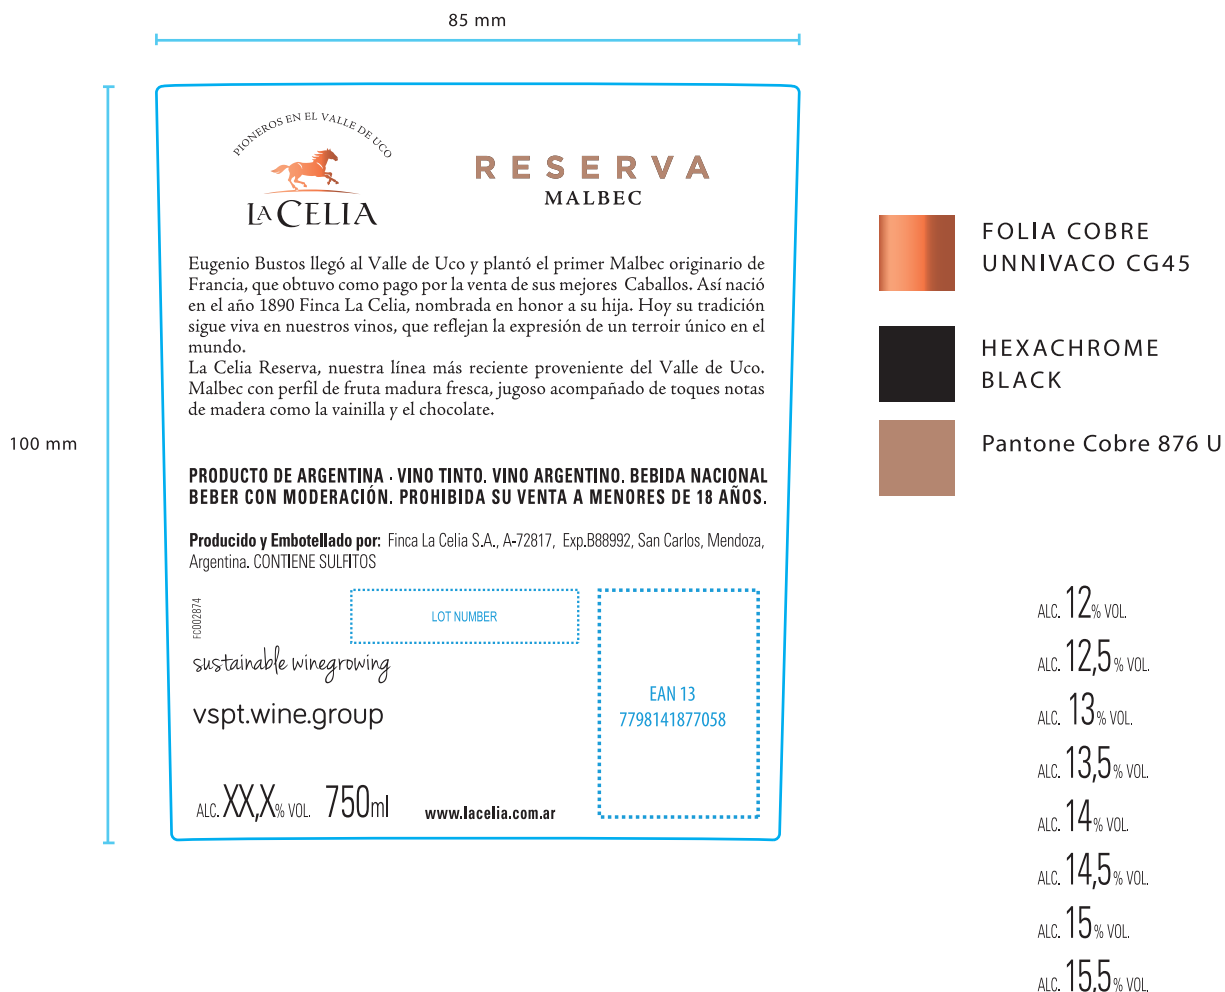 85 mm
100 mm
PIONEROS EN EL VALLE DE UCO
LA CELIA
RESERVA
MALBEC
Eugenio Bustos llegó al Valle de Uco y plantó el primer Malbec originario de
Francia, que obtuvo como pago por la venta de sus mejores Caballos. Así nació
en el año 1890 Finca La Celia, nombrada en honor a su hija. Hoy su tradición
sigue viva en nuestros vinos, que reflejan la expresión de un terroir único en el
mundo.
La Celia Reserva, nuestra línea más reciente proveniente del Valle de Uco.
Malbec con perfil de fruta madura fresca, jugoso acompañado de toques notas
de madera como la vainilla y el chocolate.
PRODUCTO DE ARGENTINA · VINO TINTO. VINO ARGENTINO. BEBIDA NACIONAL
BEBER CON MODERACIÓN. PROHIBIDA SU VENTA A MENORES DE 18 AÑOS.
Producido y Embotellado por: Finca La Celia S.A., A-72817, Exp.B88992, San Carlos, Mendoza,
Argentina. CONTIENE SULFITOS
FC002874
LOT NUMBER
sustainable winegrowing
vspt.wine.group
EAN 13
7798141877058
ALC. XX,X% VOL. 750ml
www.lacelia.com.ar
FOLIA COBRE
UNNIVACO CG45
HEXACHROME
BLACK
Pantone Cobre 876 U
ALC. 12% VOL.
ALC. 12,5% VOL.
ALC. 13% VOL.
ALC. 13,5% VOL.
ALC. 14% VOL.
ALC. 14,5% VOL.
ALC. 15% VOL.
ALC. 15,5% VOL.